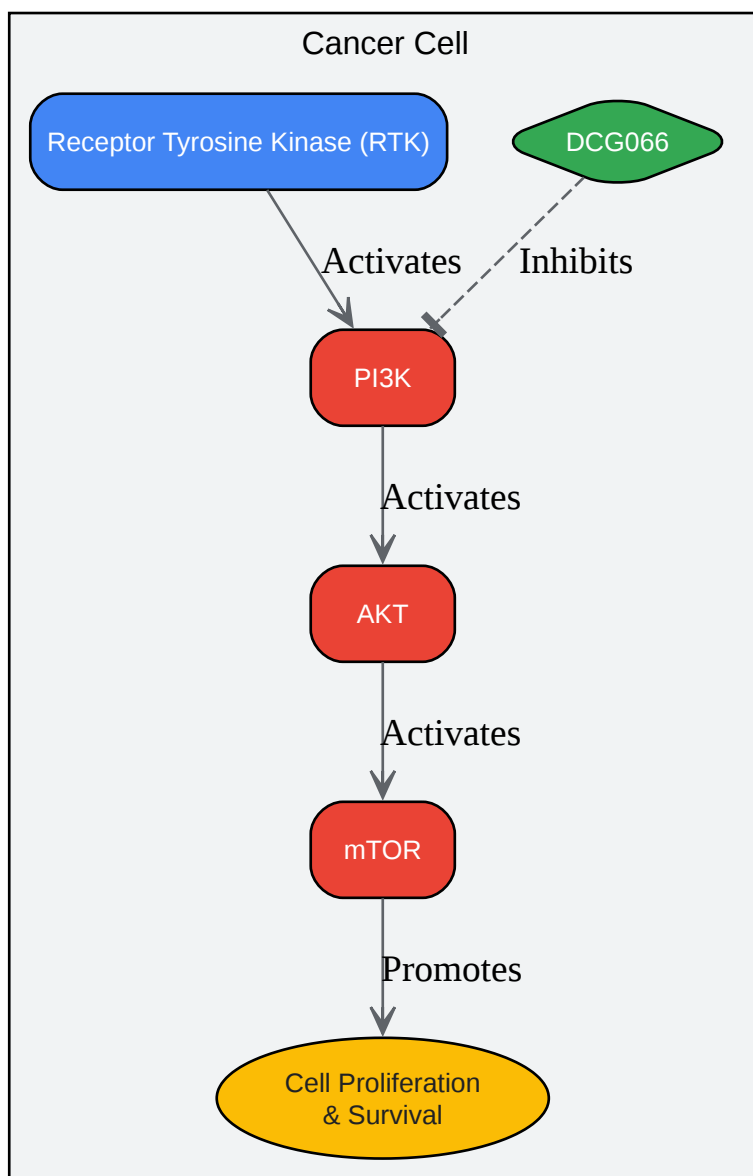 Cancer Cell
Receptor Tyrosine Kinase (RTK)
DCG066
Activates
Inhibits
PI3K
Activates
AKT
Activates
mTOR
Promotes
Cell Proliferation
& Survival